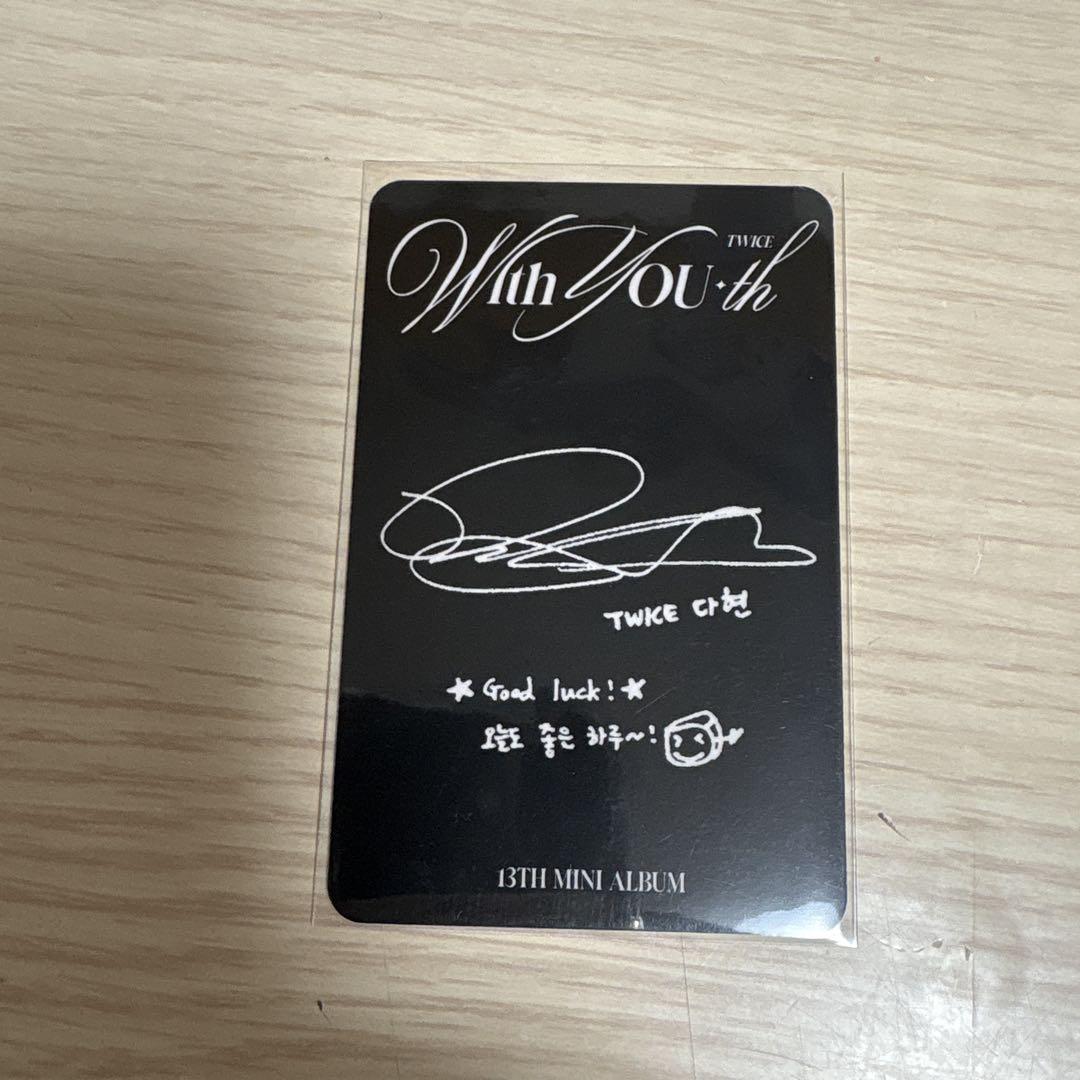 TWICE
With YOU-th
TWICE 다현
★ Good luck! ★
오늘도 좋은 하루~!
13TH MINI ALBUM